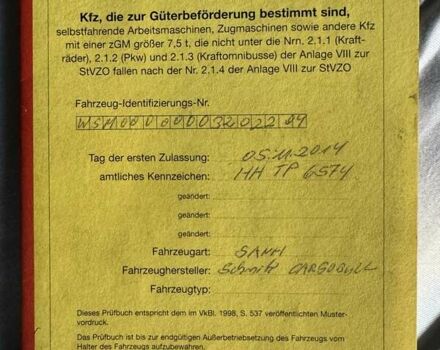 Kfz, die zur Güterbeförderung bestimmt sind,
selbstfahrende Arbeitsmaschinen, Zugmaschinen sowie andere Kfz
mit einer zGM größer 7,5 t, die nicht unter die Nrn. 2.1.1 (Kraft-
räder), 2.1.2 (Pkw) und 2.1.3 (Kraftomnibusse) der Anlage VIII zur
StVZO fallen nach der Nr. 2.1.4 der Anlage VIII zur StVZO
Fahrzeug-Identifizierungs-Nr.
WSM00000003202294
Tag der ersten Zulassung: 05.11.2014
amtliches Kennzeichen: HH TP 6574
geändert:
geändert:
geändert:
Fahrzeugart: SANH
Fahrzeughersteller: Schmitz CARGOBULL
Fahrzeugtyp:
Dieses Prüfbuch entspricht dem im VkBl. 1998, S. 537 veröffentlichten Muster-
vordruck.
Das Prüfbuch ist bis zur endgültigen Außerbetriebsetzung des Fahrzeugs vom
Halter des Fahrzeugs aufzubewahren.